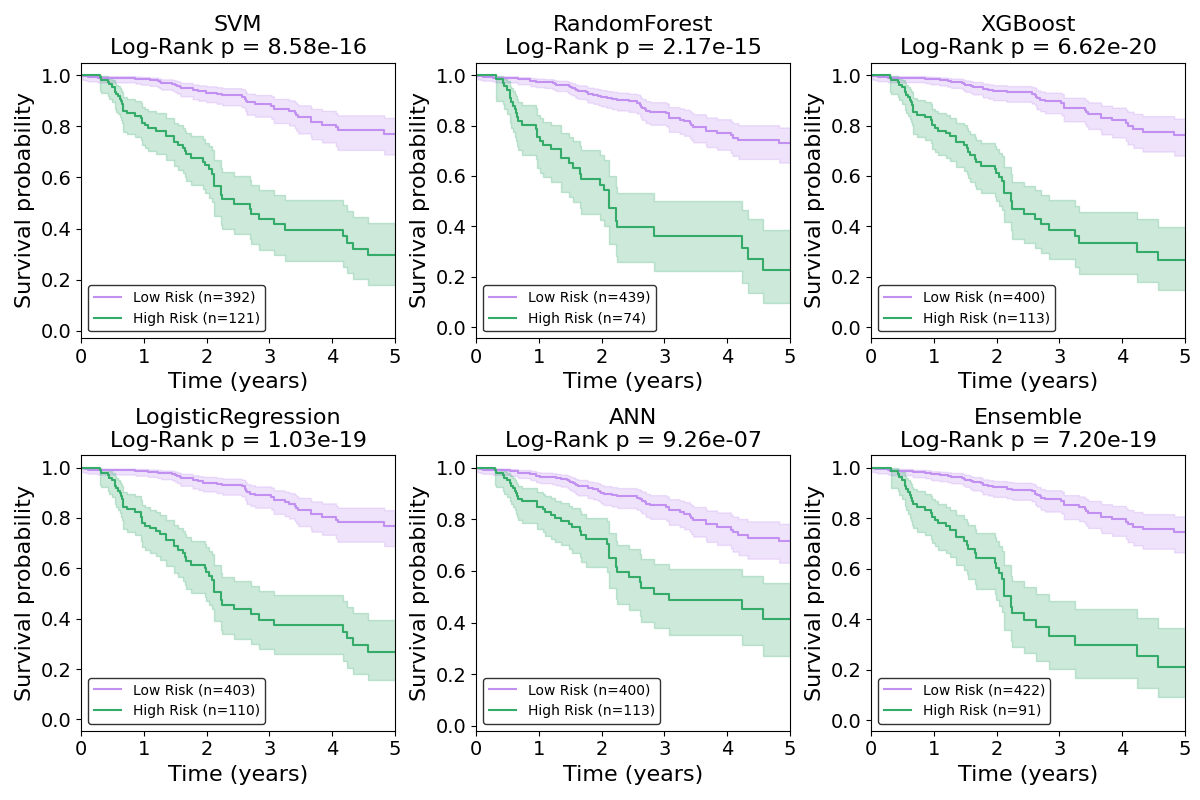 SVM
Log-Rank p = 8.58e-16
Survival probability
1.0
0.8
0.6
0.4
0.2
0.0
Low Risk (n=392)
High Risk (n=121)
0 1 2 3 4 5
Time (years)
RandomForest
Log-Rank p = 2.17e-15
Survival probability
1.0
0.8
0.6
0.4
0.2
0.0
Low Risk (n=439)
High Risk (n=74)
0 1 2 3 4 5
Time (years)
XGBoost
Log-Rank p = 6.62e-20
Survival probability
1.0
0.8
0.6
0.4
0.2
0.0
Low Risk (n=400)
High Risk (n=113)
0 1 2 3 4 5
Time (years)
LogisticRegression
Log-Rank p = 1.03e-19
Survival probability
1.0
0.8
0.6
0.4
0.2
0.0
Low Risk (n=403)
High Risk (n=110)
0 1 2 3 4 5
Time (years)
ANN
Log-Rank p = 9.26e-07
Survival probability
1.0
0.8
0.6
0.4
0.2
0.0
Low Risk (n=400)
High Risk (n=113)
0 1 2 3 4 5
Time (years)
Ensemble
Log-Rank p = 7.20e-19
Survival probability
1.0
0.8
0.6
0.4
0.2
0.0
Low Risk (n=422)
High Risk (n=91)
0 1 2 3 4 5
Time (years)